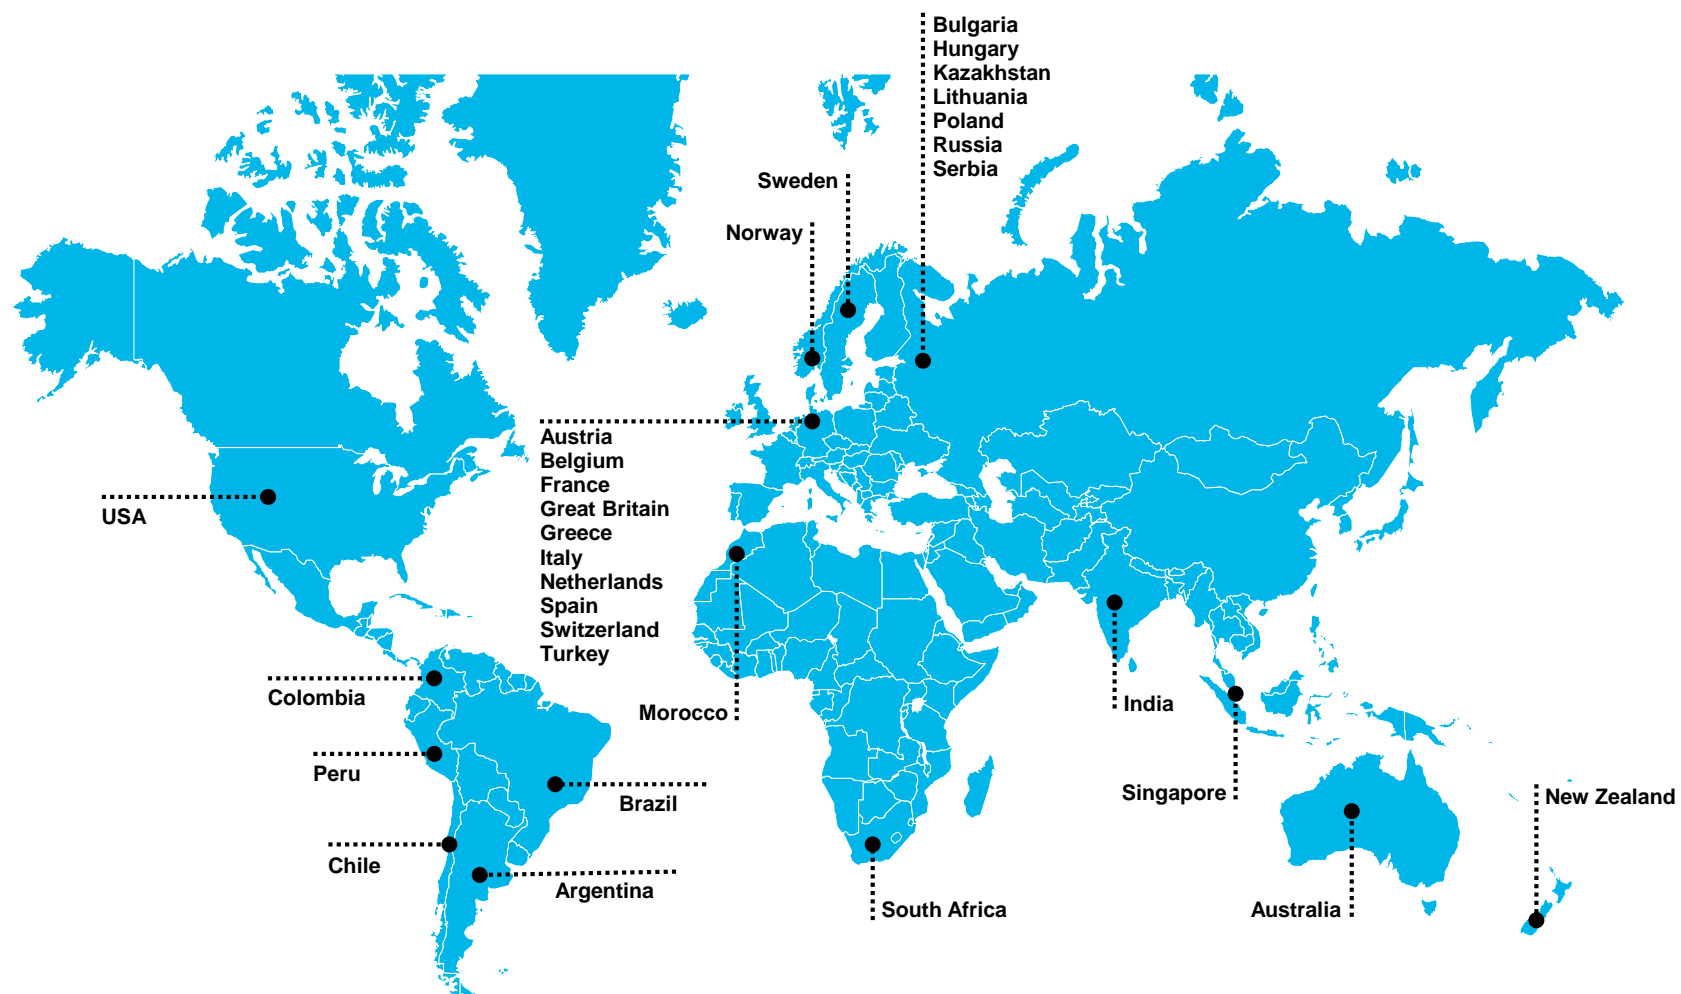 Bulgaria
Hungary
Kazakhstan
Lithuania
Poland
Russia
Serbia
Sweden
Norway
Austria
Belgium
France
Great Britain
Greece
Italy
Netherlands
Spain
Switzerland
Turkey
USA
Colombia
Morocco
India
Peru
Brazil
Singapore
New Zealand
Chile
Argentina
South Africa
Australia